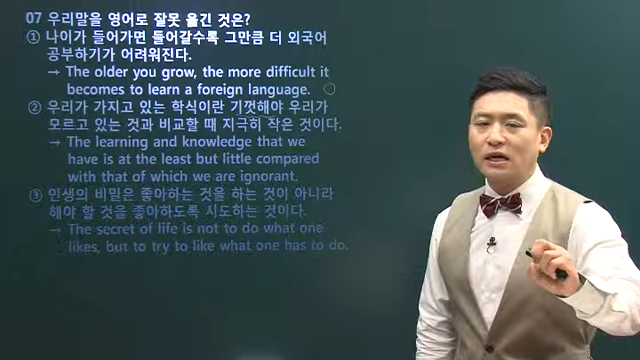 07 우리말을 영어로 잘못 옮긴 것은?
① 나이가 들어가면 들어갈수록 그만큼 더 외국어
공부하기가 어려워진다.
→ The older you grow, the more difficult it
becomes to learn a foreign language.
② 우리가 가지고 있는 학식이란 기껏해야 우리가
모르고 있는 것과 비교할 때 지극히 작은 것이다.
→ The learning and knowledge that we
have is at the least but little compared
with that of which we are ignorant.
③ 인생의 비밀은 좋아하는 것을 하는 것이 아니라
해야 할 것을 좋아하도록 시도하는 것이다.
→ The secret of life is not to do what one
likes, but to try to like what one has to do.